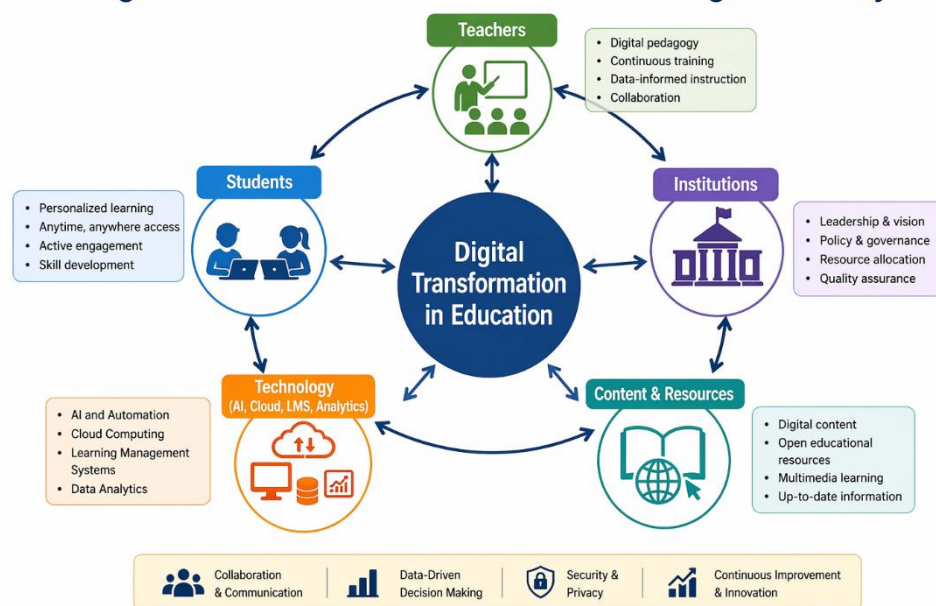 Teachers
• Digital pedagogy
• Continuous training
• Data-informed instruction
• Collaboration
Students
• Personalized learning
• Anytime, anywhere access
• Active engagement
• Skill development
Institutions
• Leadership & vision
• Policy & governance
• Resource allocation
• Quality assurance
Digital
Transformation
in Education
Technology
(AI, Cloud, LMS, Analytics)
• AI and Automation
• Cloud Computing
• Learning Management
Systems
• Data Analytics
Content & Resources
• Digital content
• Open educational
resources
• Multimedia learning
• Up-to-date information
Collaboration
& Communication
Data-Driven
Decision Making
Security &
Privacy
Continuous Improvement
& Innovation